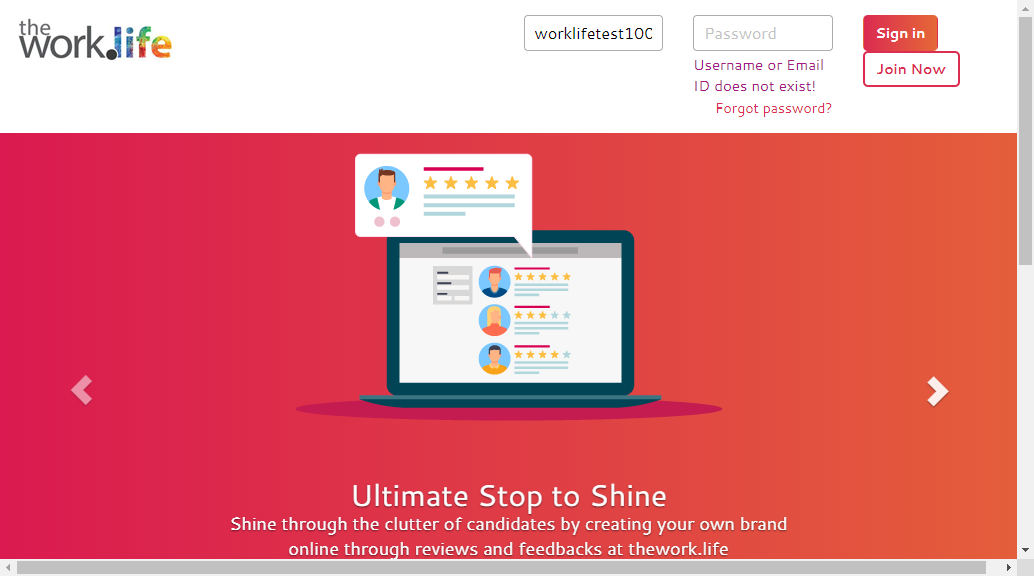 the
work.life
worklifetest100
Password
Sign in
Username or Email
ID does not exist!
Join Now
Forgot password?
Ultimate Stop to Shine
Shine through the clutter of candidates by creating your own brand
online through reviews and feedbacks at thework.life